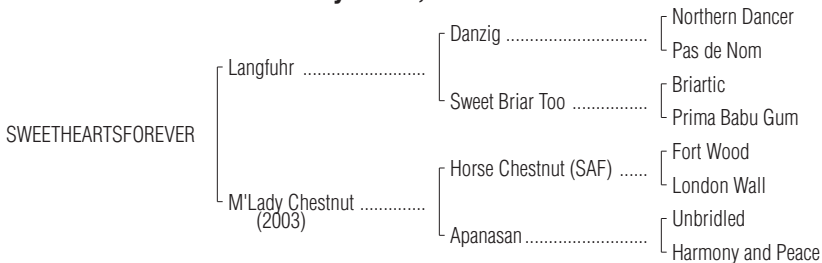 Northern Dancer
Danzig ..............................
Pas de Nom
Langfuhr ..........................
Briartic
Sweet Briar Too ................
Prima Babu Gum
SWEETHEARTSFOREVER
Fort Wood
Horse Chestnut (SAF) ......
London Wall
M'Lady Chestnut ..............
(2003)
Unbridled
Apanasan ..........................
Harmony and Peace